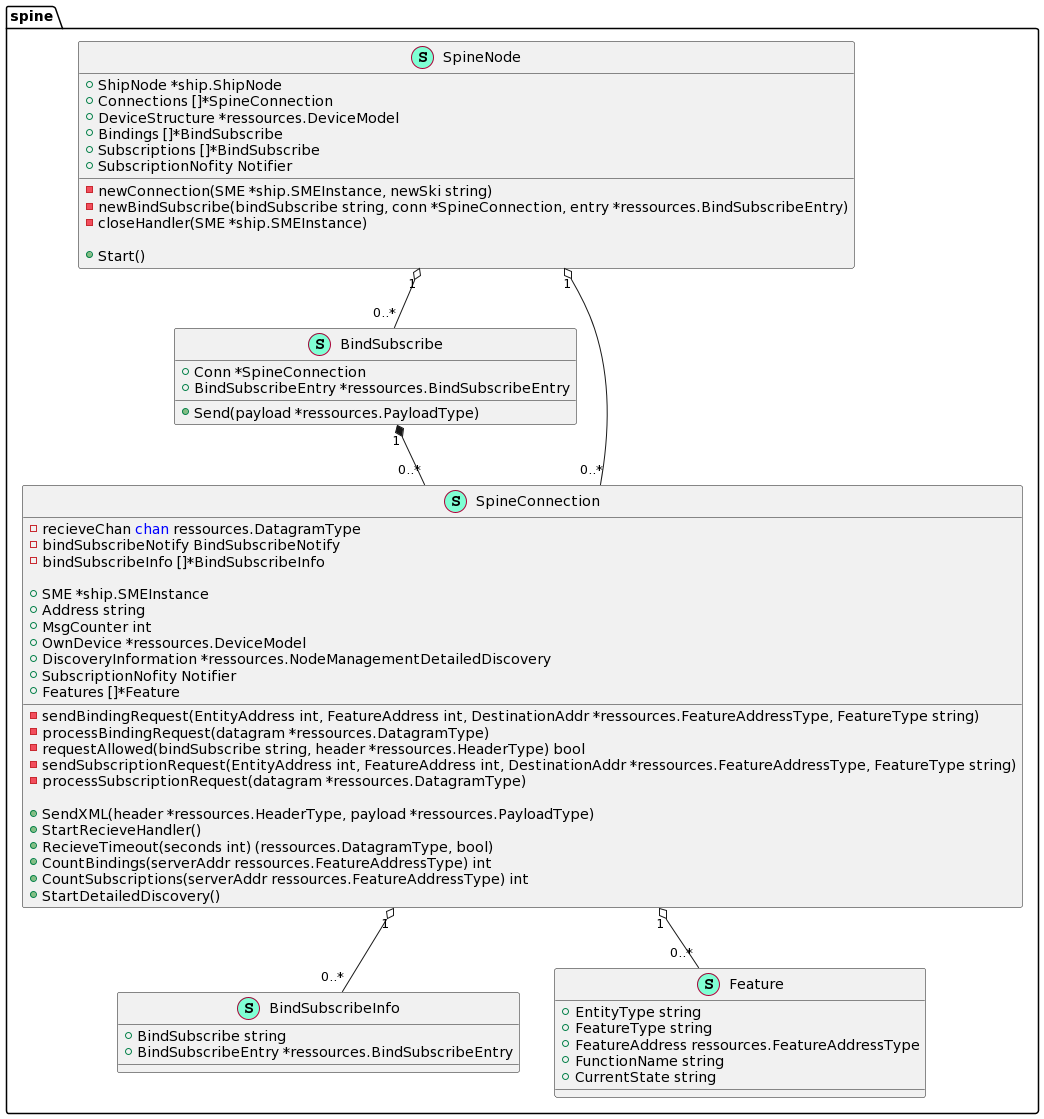 spine
S SpineNode
ShipNode *ship.ShipNode
Connections []*SpineConnection
DeviceStructure *ressources.DeviceModel
Bindings []*BindSubscribe
Subscriptions []*BindSubscribe
SubscriptionNofity Notifier
newConnection(SME *ship.SMEInstance, newSki string)
newBindSubscribe(bindSubscribe string, conn *SpineConnection, entry *ressources.BindSubscribeEntry)
closeHandler(SME *ship.SMEInstance)
Start()
1 1
0..*
S BindSubscribe
Conn *SpineConnection
BindSubscribeEntry *ressources.BindSubscribeEntry
Send(payload *ressources.PayloadType)
1
0..* 0..*
S SpineConnection
recieveChan chan ressources.DatagramType
bindSubscribeNotify BindSubscribeNotify
bindSubscribeInfo []*BindSubscribeInfo
SME *ship.SMEInstance
Address string
MsgCounter int
OwnDevice *ressources.DeviceModel
DiscoveryInformation *ressources.NodeManagementDetailedDiscovery
SubscriptionNofity Notifier
Features []*Feature
sendBindingRequest(EntityAddress int, FeatureAddress int, DestinationAddr *ressources.FeatureAddressType, FeatureType string)
processBindingRequest(datagram *ressources.DatagramType)
requestAllowed(bindSubscribe string, header *ressources.HeaderType) bool
sendSubscriptionRequest(EntityAddress int, FeatureAddress int, DestinationAddr *ressources.FeatureAddressType, FeatureType string)
processSubscriptionRequest(datagram *ressources.DatagramType)
SendXML(header *ressources.HeaderType, payload *ressources.PayloadType)
StartRecieveHandler()
RecieveTimeout(seconds int) (ressources.DatagramType, bool)
CountBindings(serverAddr ressources.FeatureAddressType) int
CountSubscriptions(serverAddr ressources.FeatureAddressType) int
StartDetailedDiscovery()
1 1
0..* 0..*
S BindSubscribeInfo
BindSubscribe string
BindSubscribeEntry *ressources.BindSubscribeEntry
S Feature
EntityType string
FeatureType string
FeatureAddress ressources.FeatureAddressType
FunctionName string
CurrentState string